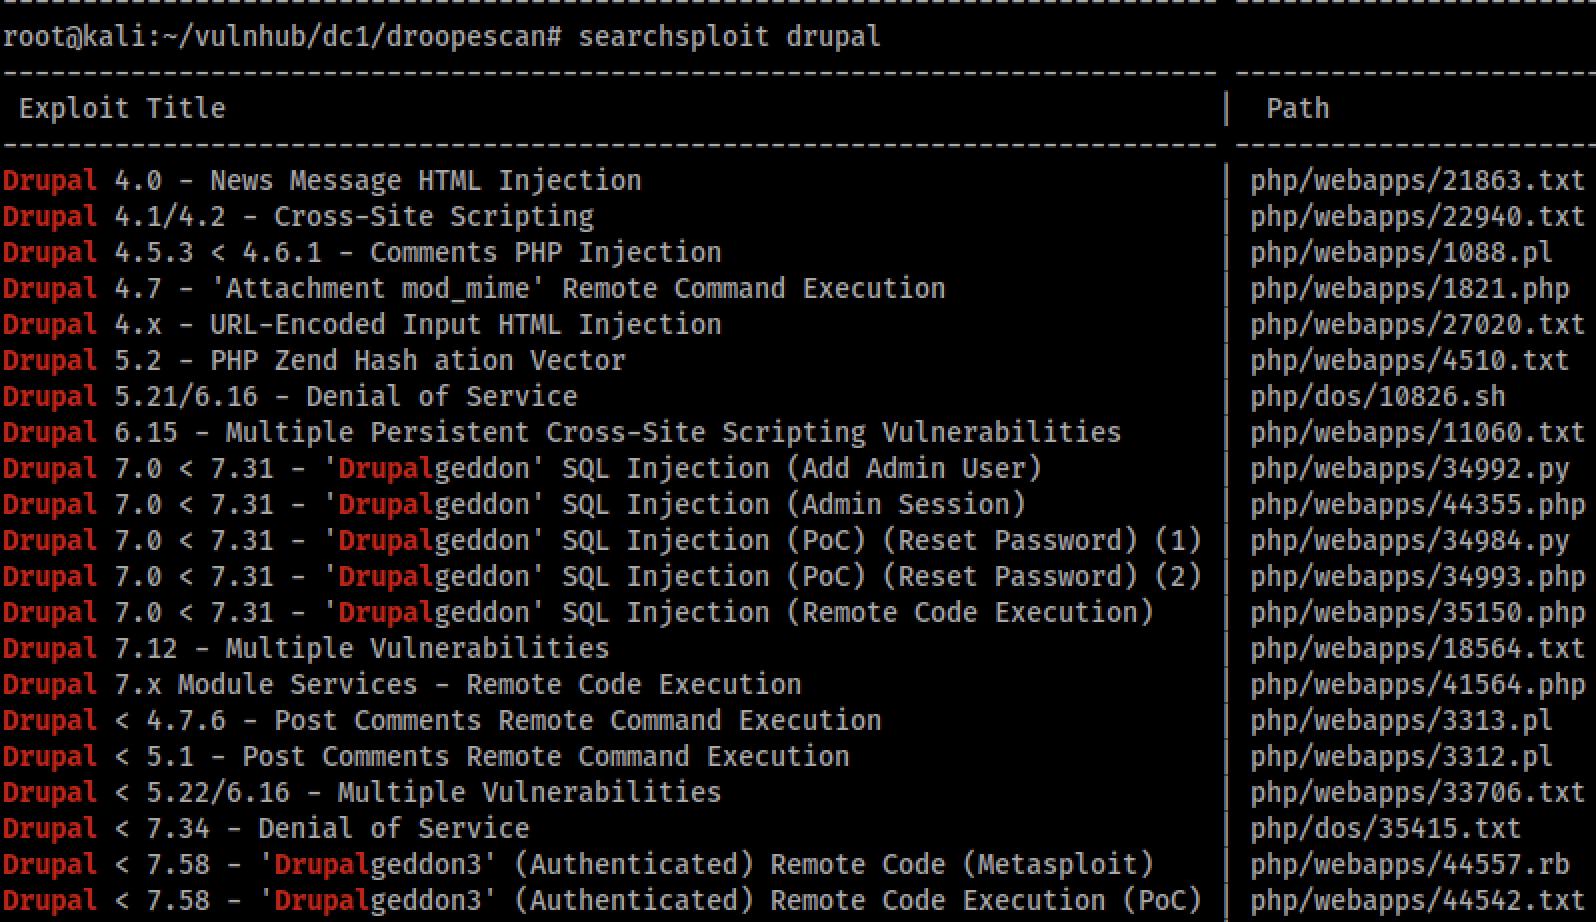 root@kali:~/vulnhub/dc1/droopescan# searchsploit drupal
---------------------------------------------------------------------------- -----------------------
 Exploit Title                                                              |  Path
---------------------------------------------------------------------------- -----------------------
Drupal 4.0 - News Message HTML Injection                                    | php/webapps/21863.txt
Drupal 4.1/4.2 - Cross-Site Scripting                                       | php/webapps/22940.txt
Drupal 4.5.3 < 4.6.1 - Comments PHP Injection                               | php/webapps/1088.pl
Drupal 4.7 - 'Attachment mod_mime' Remote Command Execution                 | php/webapps/1821.php
Drupal 4.x - URL-Encoded Input HTML Injection                               | php/webapps/27020.txt
Drupal 5.2 - PHP Zend Hash ation Vector                                     | php/webapps/4510.txt
Drupal 5.21/6.16 - Denial of Service                                        | php/dos/10826.sh
Drupal 6.15 - Multiple Persistent Cross-Site Scripting Vulnerabilities      | php/webapps/11060.txt
Drupal 7.0 < 7.31 - 'Drupalgeddon' SQL Injection (Add Admin User)           | php/webapps/34992.py
Drupal 7.0 < 7.31 - 'Drupalgeddon' SQL Injection (Admin Session)            | php/webapps/44355.php
Drupal 7.0 < 7.31 - 'Drupalgeddon' SQL Injection (PoC) (Reset Password) (1) | php/webapps/34984.py
Drupal 7.0 < 7.31 - 'Drupalgeddon' SQL Injection (PoC) (Reset Password) (2) | php/webapps/34993.php
Drupal 7.0 < 7.31 - 'Drupalgeddon' SQL Injection (Remote Code Execution)    | php/webapps/35150.php
Drupal 7.12 - Multiple Vulnerabilities                                      | php/webapps/18564.txt
Drupal 7.x Module Services - Remote Code Execution                          | php/webapps/41564.php
Drupal < 4.7.6 - Post Comments Remote Command Execution                     | php/webapps/3313.pl
Drupal < 5.1 - Post Comments Remote Command Execution                       | php/webapps/3312.pl
Drupal < 5.22/6.16 - Multiple Vulnerabilities                               | php/webapps/33706.txt
Drupal < 7.34 - Denial of Service                                           | php/dos/35415.txt
Drupal < 7.58 - 'Drupalgeddon3' (Authenticated) Remote Code (Metasploit)    | php/webapps/44557.rb
Drupal < 7.58 - 'Drupalgeddon3' (Authenticated) Remote Code Execution (PoC) | php/webapps/44542.txt